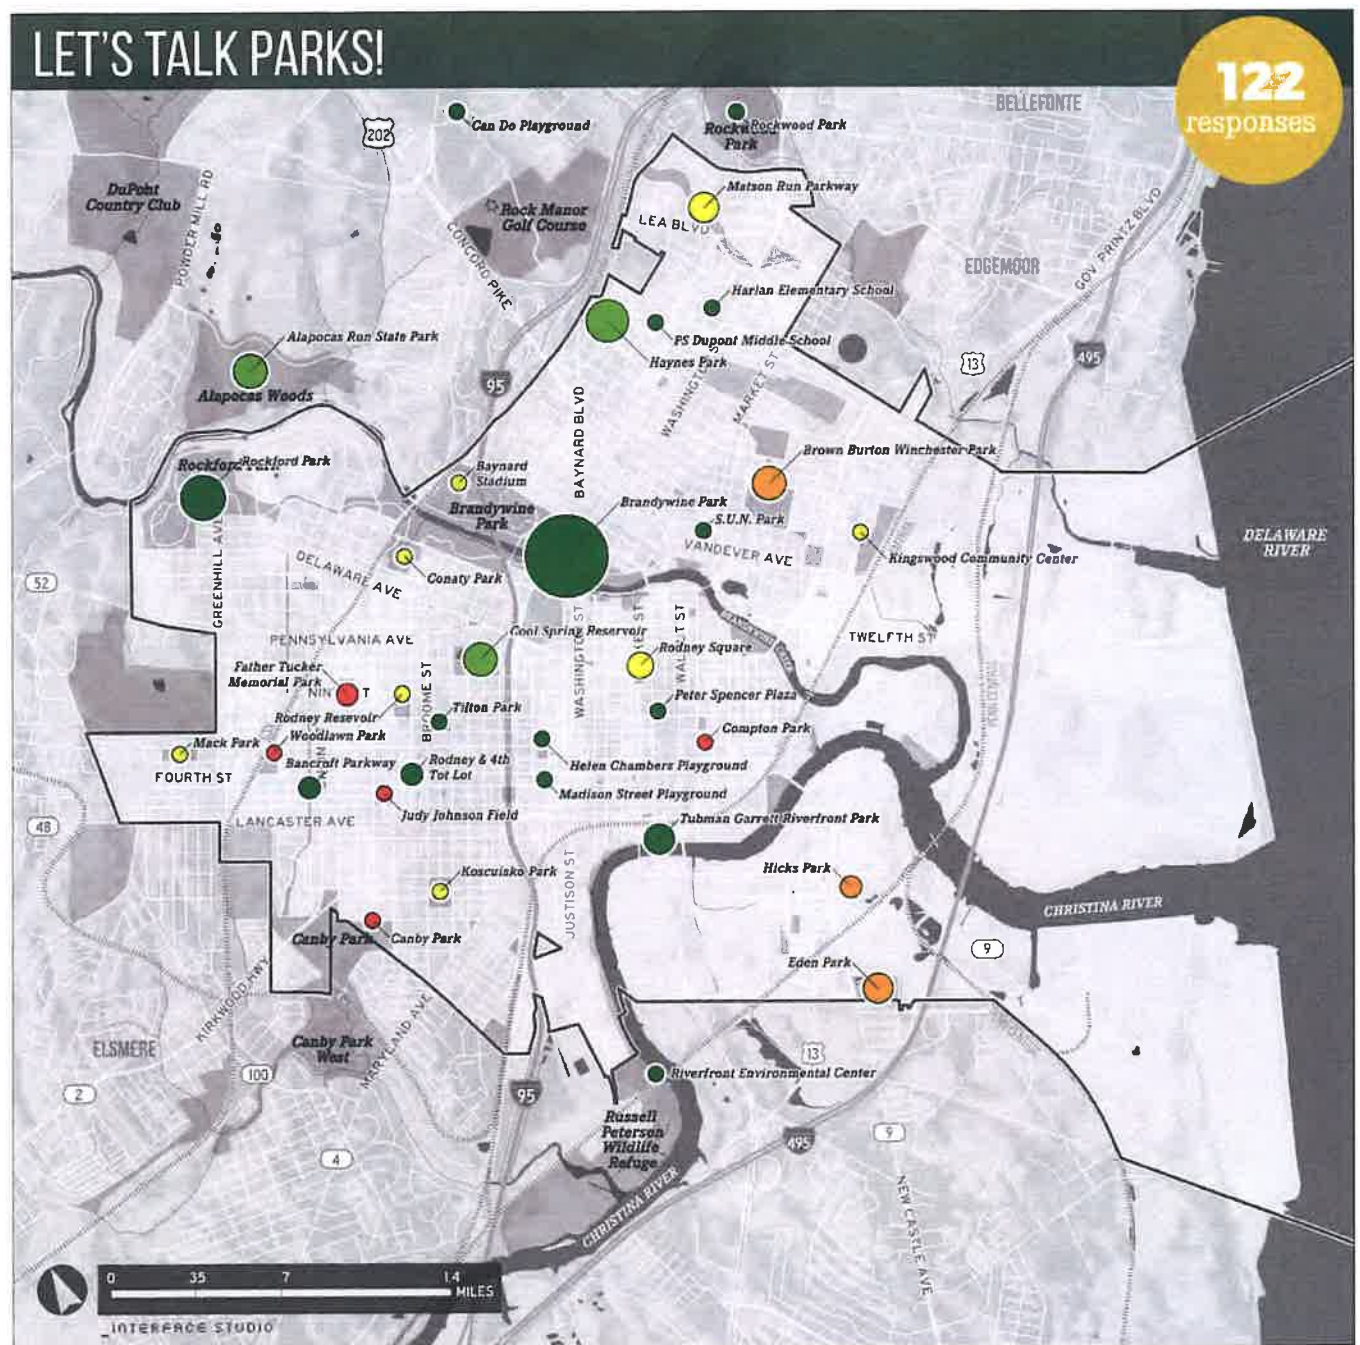 LET'S TALK PARKS!
122
responses
BELLEFONTE
202
Can Do Playground
Rockwood Park
Rockwood
Park
DuPont
Country Club
POWDER MILL RD
Rock Manor
Golf Course
CONCORD PIKE
Matson Run Parkway
LEA BLVD
EDGEMOOR
GOV PRINTZ BLVD
Harlan Elementary School
PS Dupont Middle School
Haynes Park
Alapocas Run State Park
Alapocas Woods
95
13
495
WASHINGTON ST
MARKET ST
BAYNARD BLVD
Rockford Park
Rockford Park
Baynard
Stadium
Brandywine
Park
Brandywine Park
Brown Burton Winchester Park
S.U.N. Park
VANDEVER AVE
Kingswood Community Center
DELAWARE
RIVER
GREENHILL AVE
DELAWARE AVE
Conaty Park
52
PENNSYLVANIA AVE
Cool Spring Reservoir
WASHINGTON ST
WALNUT ST
Rodney Square
TWELFTH ST
Father Tucker
Memorial Park
Rodney Resevoir
BROOME ST
Tilton Park
Peter Spencer Plaza
Mack Park
Woodlawn Park
Compton Park
FOURTH ST
Bancroft Parkway
Rodney & 4th
Tot Lot
Helen Chambers Playground
Madison Street Playground
Judy Johnson Field
LANCASTER AVE
48
Tubman Garrett Riverfront Park
JUSTISON ST
Koscuisko Park
Hicks Park
CHRISTINA RIVER
Canby Park
Canby Park
9
Eden Park
KIRKWOOD HWY
MARYLAND AVE
ELSMERE
Canby Park
West
100
2
4
95
13
Riverfront Environmental Center
Russell
Peterson
Wildlife
Refuge
495
9
CHRISTINA RIVER
NEW CASTLE AVE
0 35 7 1.4
MILES
INTERFACE STUDIO